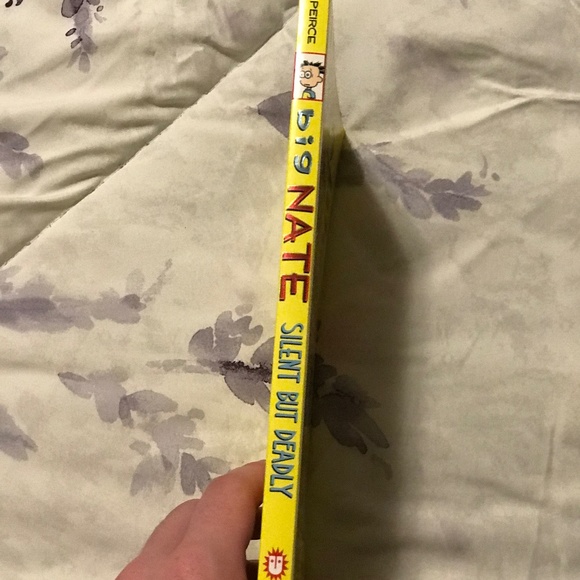 PEIRCE
big NATE
SILENT BUT DEADLY